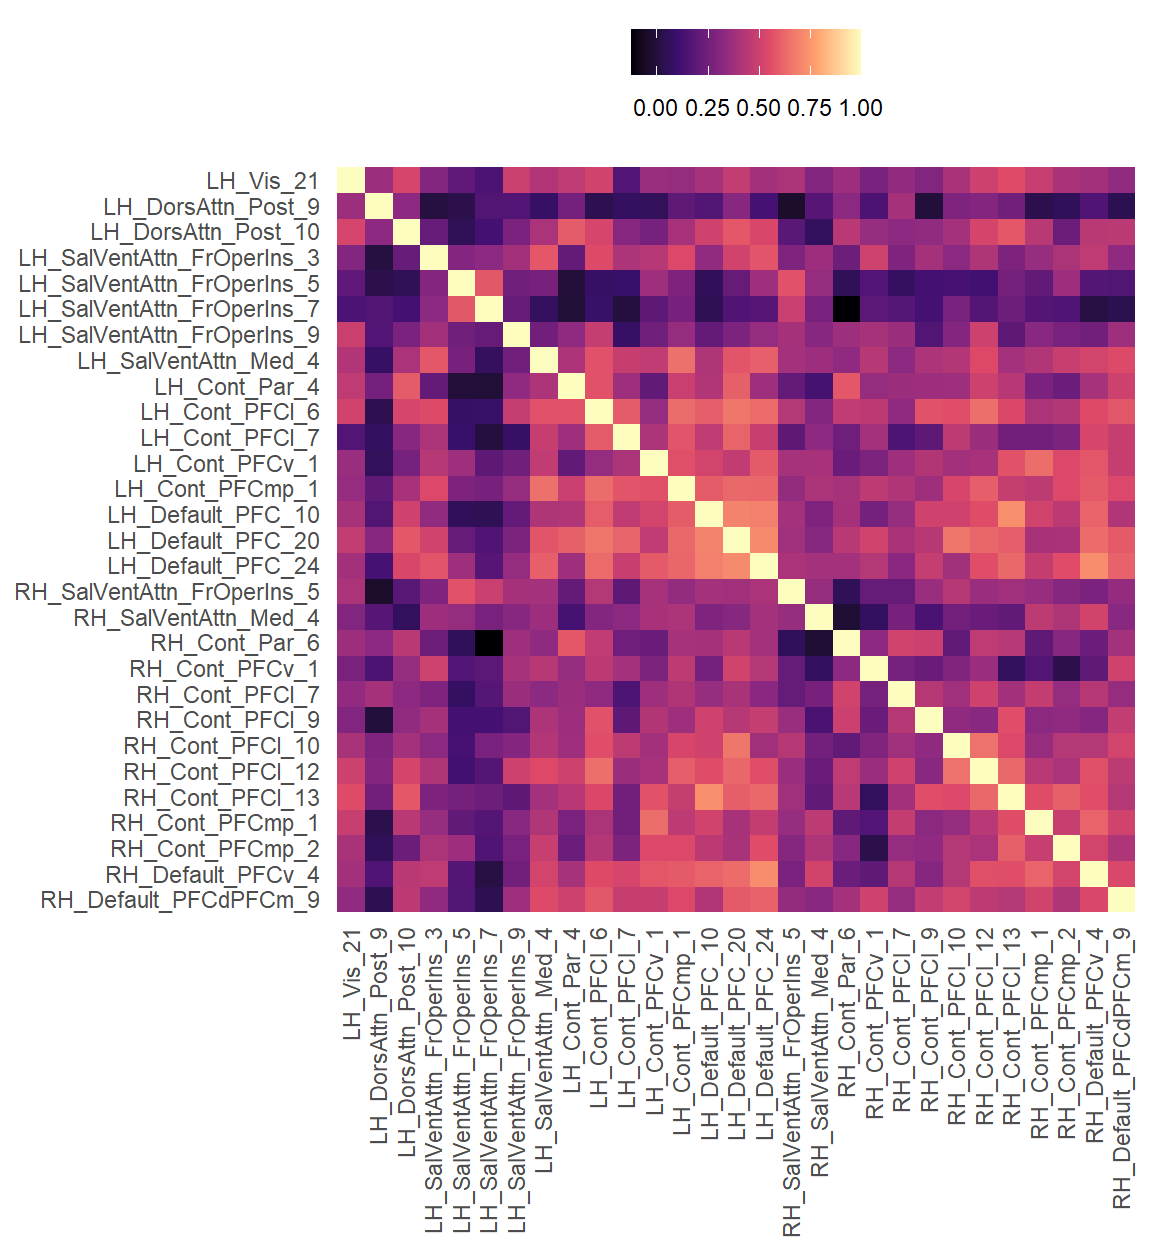 0.00 0.25 0.50 0.75 1.00
LH_Vis_21
LH_DorsAttn_Post_9
LH_DorsAttn_Post_10
LH_SalVentAttn_FrOperIns_3
LH_SalVentAttn_FrOperIns_5
LH_SalVentAttn_FrOperIns_7
LH_SalVentAttn_FrOperIns_9
LH_SalVentAttn_Med_4
LH_Cont_Par_4
LH_Cont_PFCl_6
LH_Cont_PFCl_7
LH_Cont_PFCv_1
LH_Cont_PFCmp_1
LH_Default_PFC_10
LH_Default_PFC_20
LH_Default_PFC_24
RH_SalVentAttn_FrOperIns_5
RH_SalVentAttn_Med_4
RH_Cont_Par_6
RH_Cont_PFCv_1
RH_Cont_PFCl_7
RH_Cont_PFCl_9
RH_Cont_PFCl_10
RH_Cont_PFCl_12
RH_Cont_PFCl_13
RH_Cont_PFCmp_1
RH_Cont_PFCmp_2
RH_Default_PFCv_4
RH_Default_PFCdPFCm_9
LH_Vis_21
LH_DorsAttn_Post_9
LH_DorsAttn_Post_10
LH_SalVentAttn_FrOperIns_3
LH_SalVentAttn_FrOperIns_5
LH_SalVentAttn_FrOperIns_7
LH_SalVentAttn_FrOperIns_9
LH_SalVentAttn_Med_4
LH_Cont_Par_4
LH_Cont_PFCl_6
LH_Cont_PFCl_7
LH_Cont_PFCv_1
LH_Cont_PFCmp_1
LH_Default_PFC_10
LH_Default_PFC_20
LH_Default_PFC_24
RH_SalVentAttn_FrOperIns_5
RH_SalVentAttn_Med_4
RH_Cont_Par_6
RH_Cont_PFCv_1
RH_Cont_PFCl_7
RH_Cont_PFCl_9
RH_Cont_PFCl_10
RH_Cont_PFCl_12
RH_Cont_PFCl_13
RH_Cont_PFCmp_1
RH_Cont_PFCmp_2
RH_Default_PFCv_4
RH_Default_PFCdPFCm_9